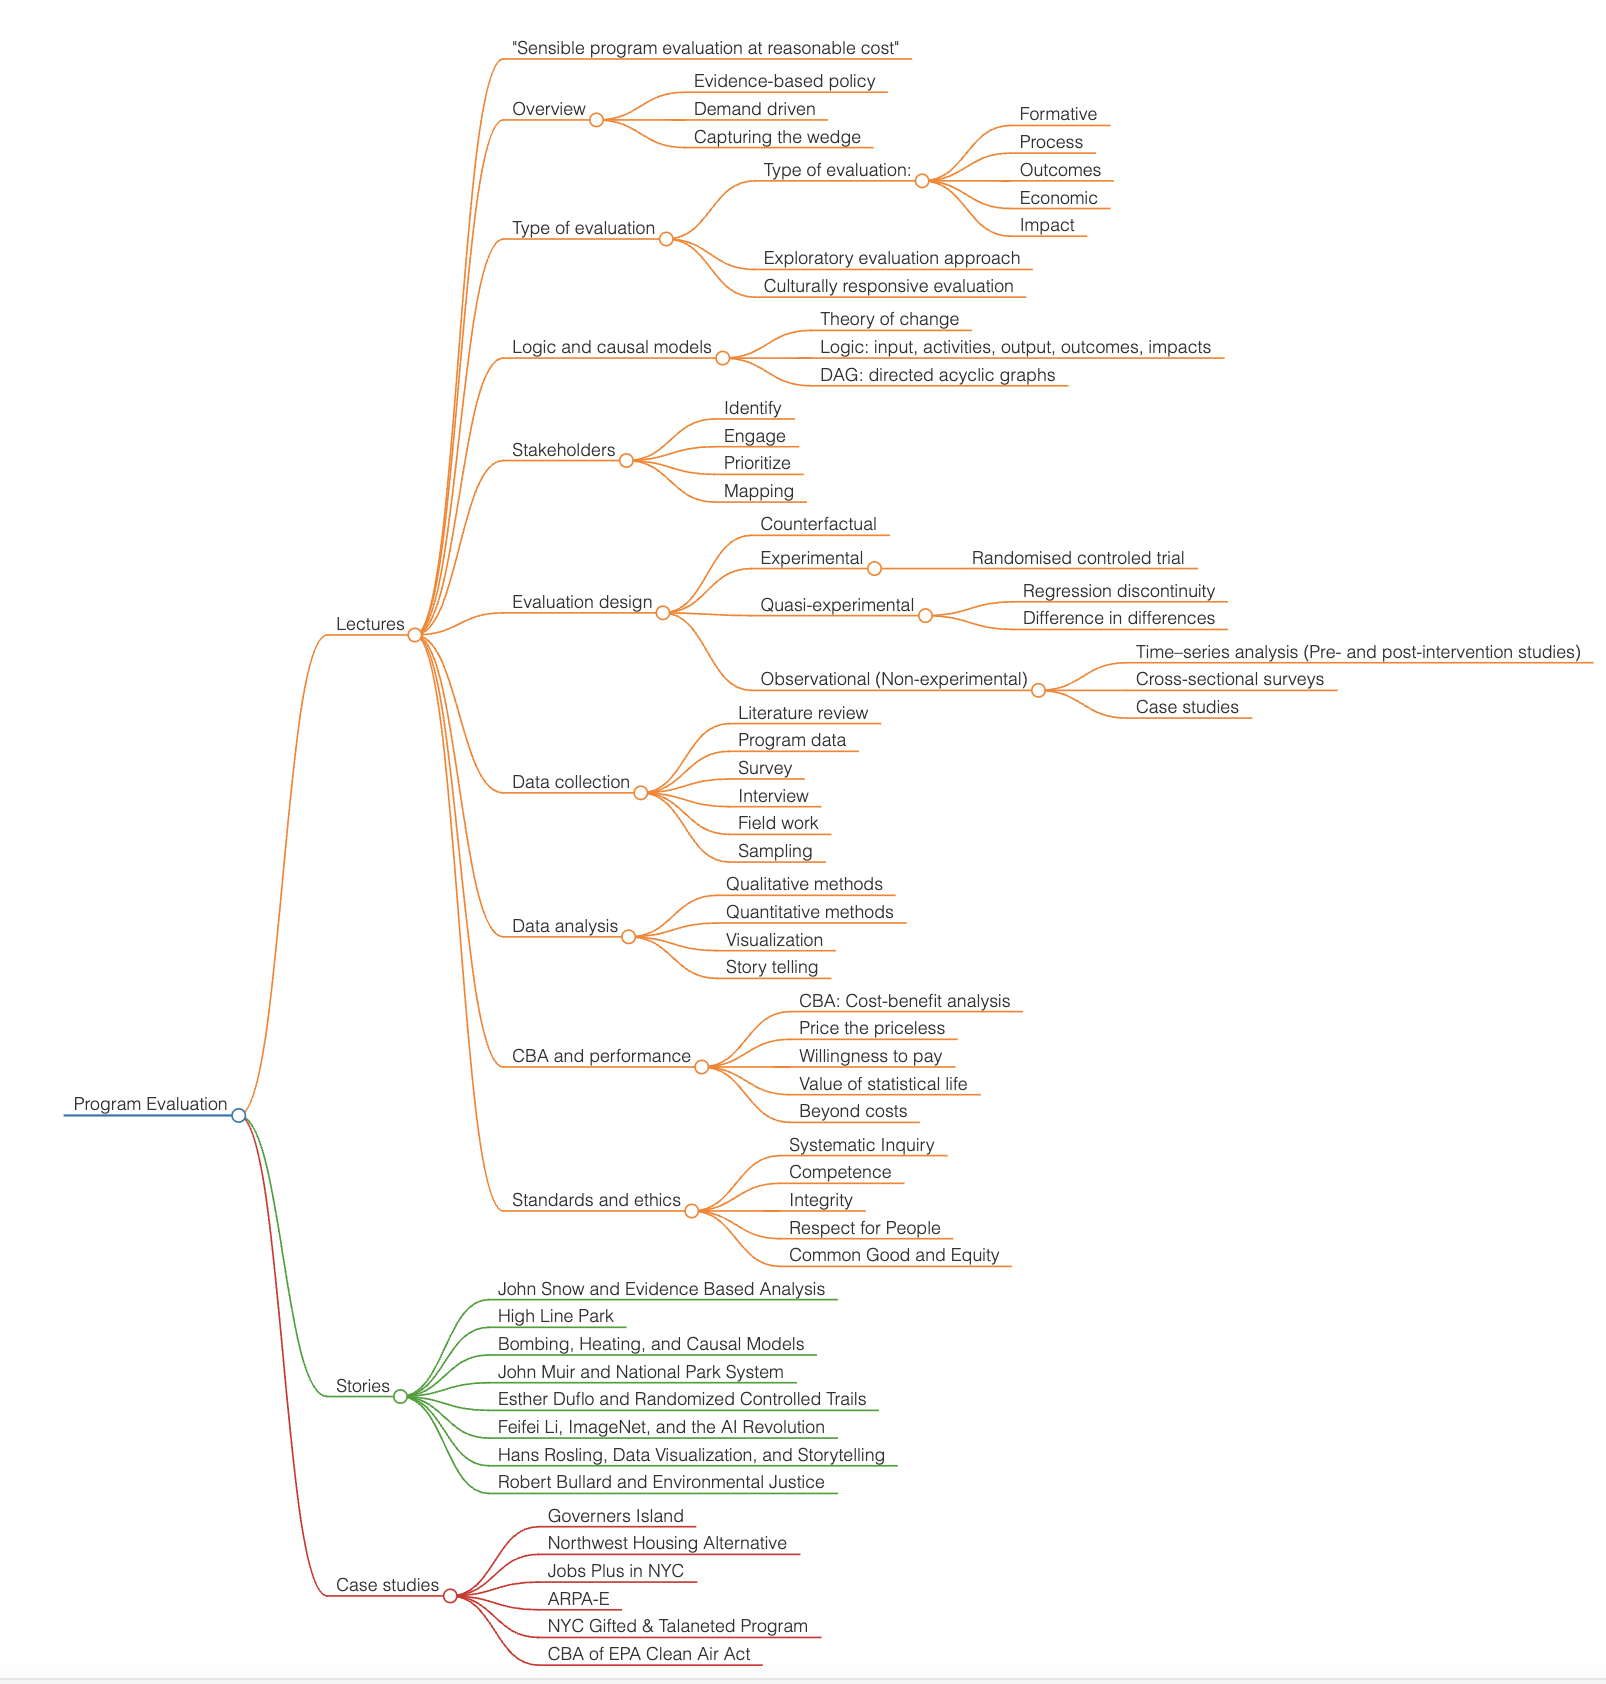 "Sensible program evaluation at reasonable cost"
Evidence-based policy
Overview
Demand driven
Capturing the wedge
Formative
Process
Type of evaluation:
Outcomes
Economic
Impact
Type of evaluation
Exploratory evaluation approach
Culturally responsive evaluation
Theory of change
Logic and causal models
Logic: input, activities, output, outcomes, impacts
DAG: directed acyclic graphs
Identify
Engage
Stakeholders
Prioritize
Mapping
Counterfactual
Experimental
Randomised controled trial
Evaluation design
Quasi-experimental
Regression discontinuity
Difference in differences
Lectures
Observational (Non-experimental)
Time–series analysis (Pre- and post-intervention studies)
Cross-sectional surveys
Case studies
Literature review
Program data
Survey
Data collection
Interview
Field work
Sampling
Qualitative methods
Quantitative methods
Data analysis
Visualization
Story telling
CBA: Cost-benefit analysis
Price the priceless
CBA and performance
Willingness to pay
Value of statistical life
Beyond costs
Program Evaluation
Systematic Inquiry
Competence
Standards and ethics
Integrity
Respect for People
Common Good and Equity
John Snow and Evidence Based Analysis
High Line Park
Bombing, Heating, and Causal Models
John Muir and National Park System
Stories
Esther Duflo and Randomized Controlled Trails
Feifei Li, ImageNet, and the AI Revolution
Hans Rosling, Data Visualization, and Storytelling
Robert Bullard and Environmental Justice
Governers Island
Northwest Housing Alternative
Jobs Plus in NYC
Case studies
ARPA-E
NYC Gifted & Talaneted Program
CBA of EPA Clean Air Act